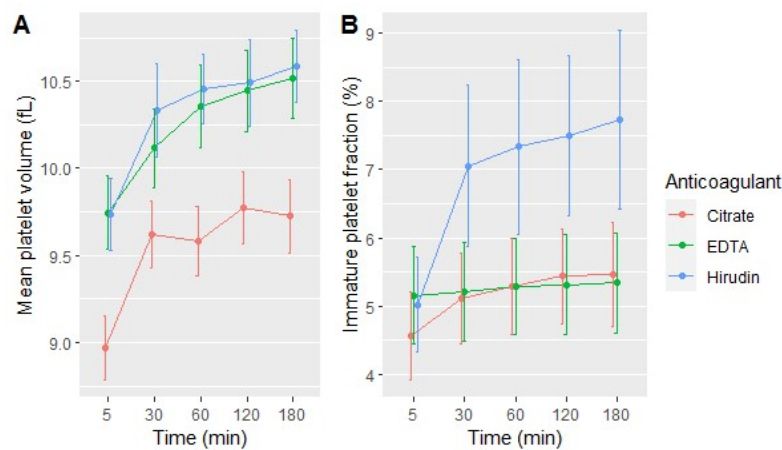 A
Mean platelet volume (fL)
10.5
10.0
9.5
9.0
5 30 60 120 180
Time (min)
B
Immature platelet fraction (%)
9
8
7
6
5
4
5 30 60 120 180
Time (min)
Anticoagulant
Citrate
EDTA
Hirudin